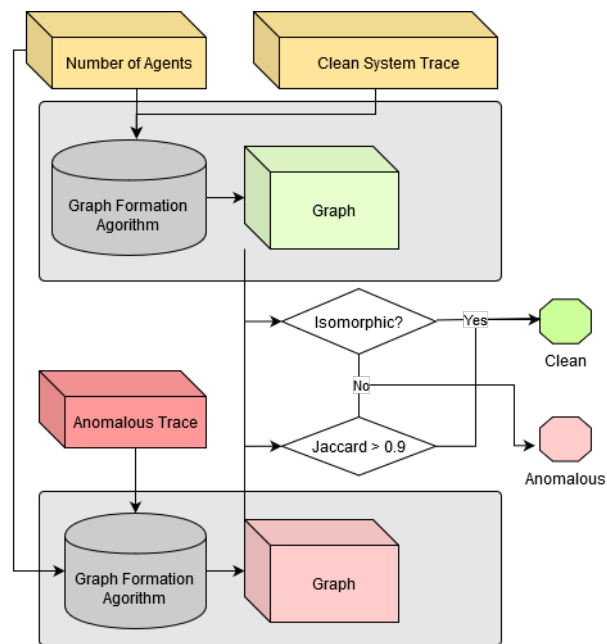 Number of Agents
Clean System Trace
Graph Formation
Agorithm
Graph
Isomorphic?
Yes
Clean
No
Anomalous Trace
Jaccard > 0.9
Anomalous
Graph Formation
Algorithm
Graph